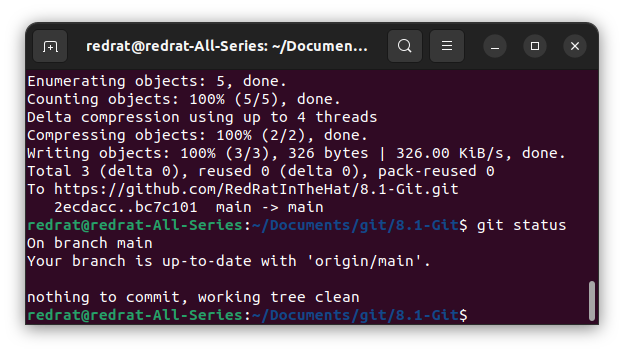 redrat@redrat-All-Series: ~/Documen...
Enumerating objects: 5, done.
Counting objects: 100% (5/5), done.
Delta compression using up to 4 threads
Compressing objects: 100% (2/2), done.
Writing objects: 100% (3/3), 326 bytes | 326.00 KiB/s, done.
Total 3 (delta 0), reused 0 (delta 0), pack-reused 0
To https://github.com/RedRatInTheHat/8.1-Git.git
   2ecdacc..bc7c101  main -> main
redrat@redrat-All-Series:~/Documents/git/8.1-Git$ git status
On branch main
Your branch is up-to-date with 'origin/main'.

nothing to commit, working tree clean
redrat@redrat-All-Series:~/Documents/git/8.1-Git$